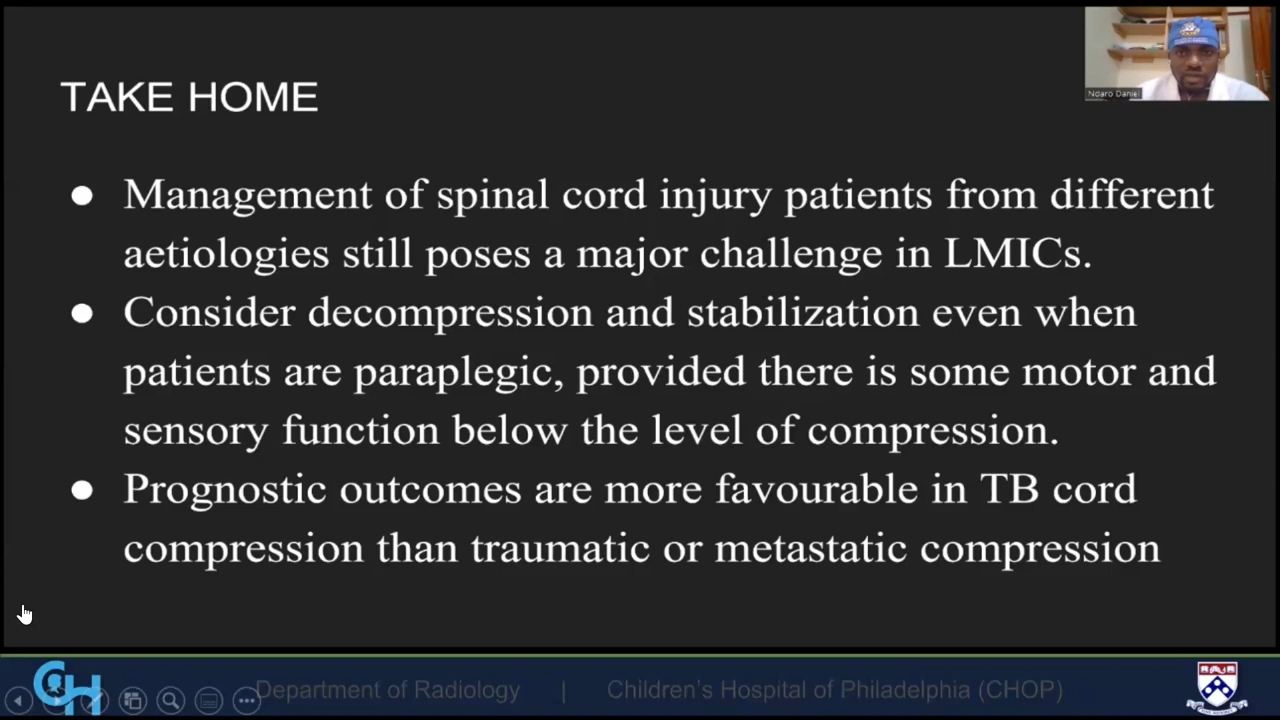 TAKE HOME
Ndaro Daniel
● Management of spinal cord injury patients from different
aetiologies still poses a major challenge in LMICs.
● Consider decompression and stabilization even when
patients are paraplegic, provided there is some motor and
sensory function below the level of compression.
● Prognostic outcomes are more favourable in TB cord
compression than traumatic or metastatic compression
CH
Department of Radiology | Children's Hospital of Philadelphia (CHOP)